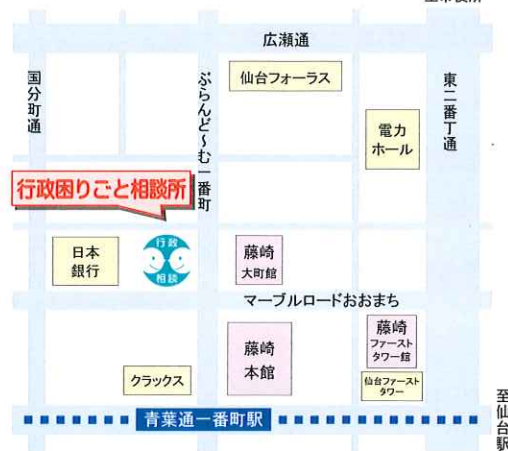 広瀬通
仙台フォーラス
国分町通
ぶらんど～む一番町
東二番丁通
電力
ホール
行政困りごと相談所
日本
銀行
行政
相談
藤崎
大町館
マーブルロードおおまち
藤崎
本館
藤崎
ファースト
タワー館
クラックス
仙台ファースト
タワー
青葉通一番町駅
至仙台駅